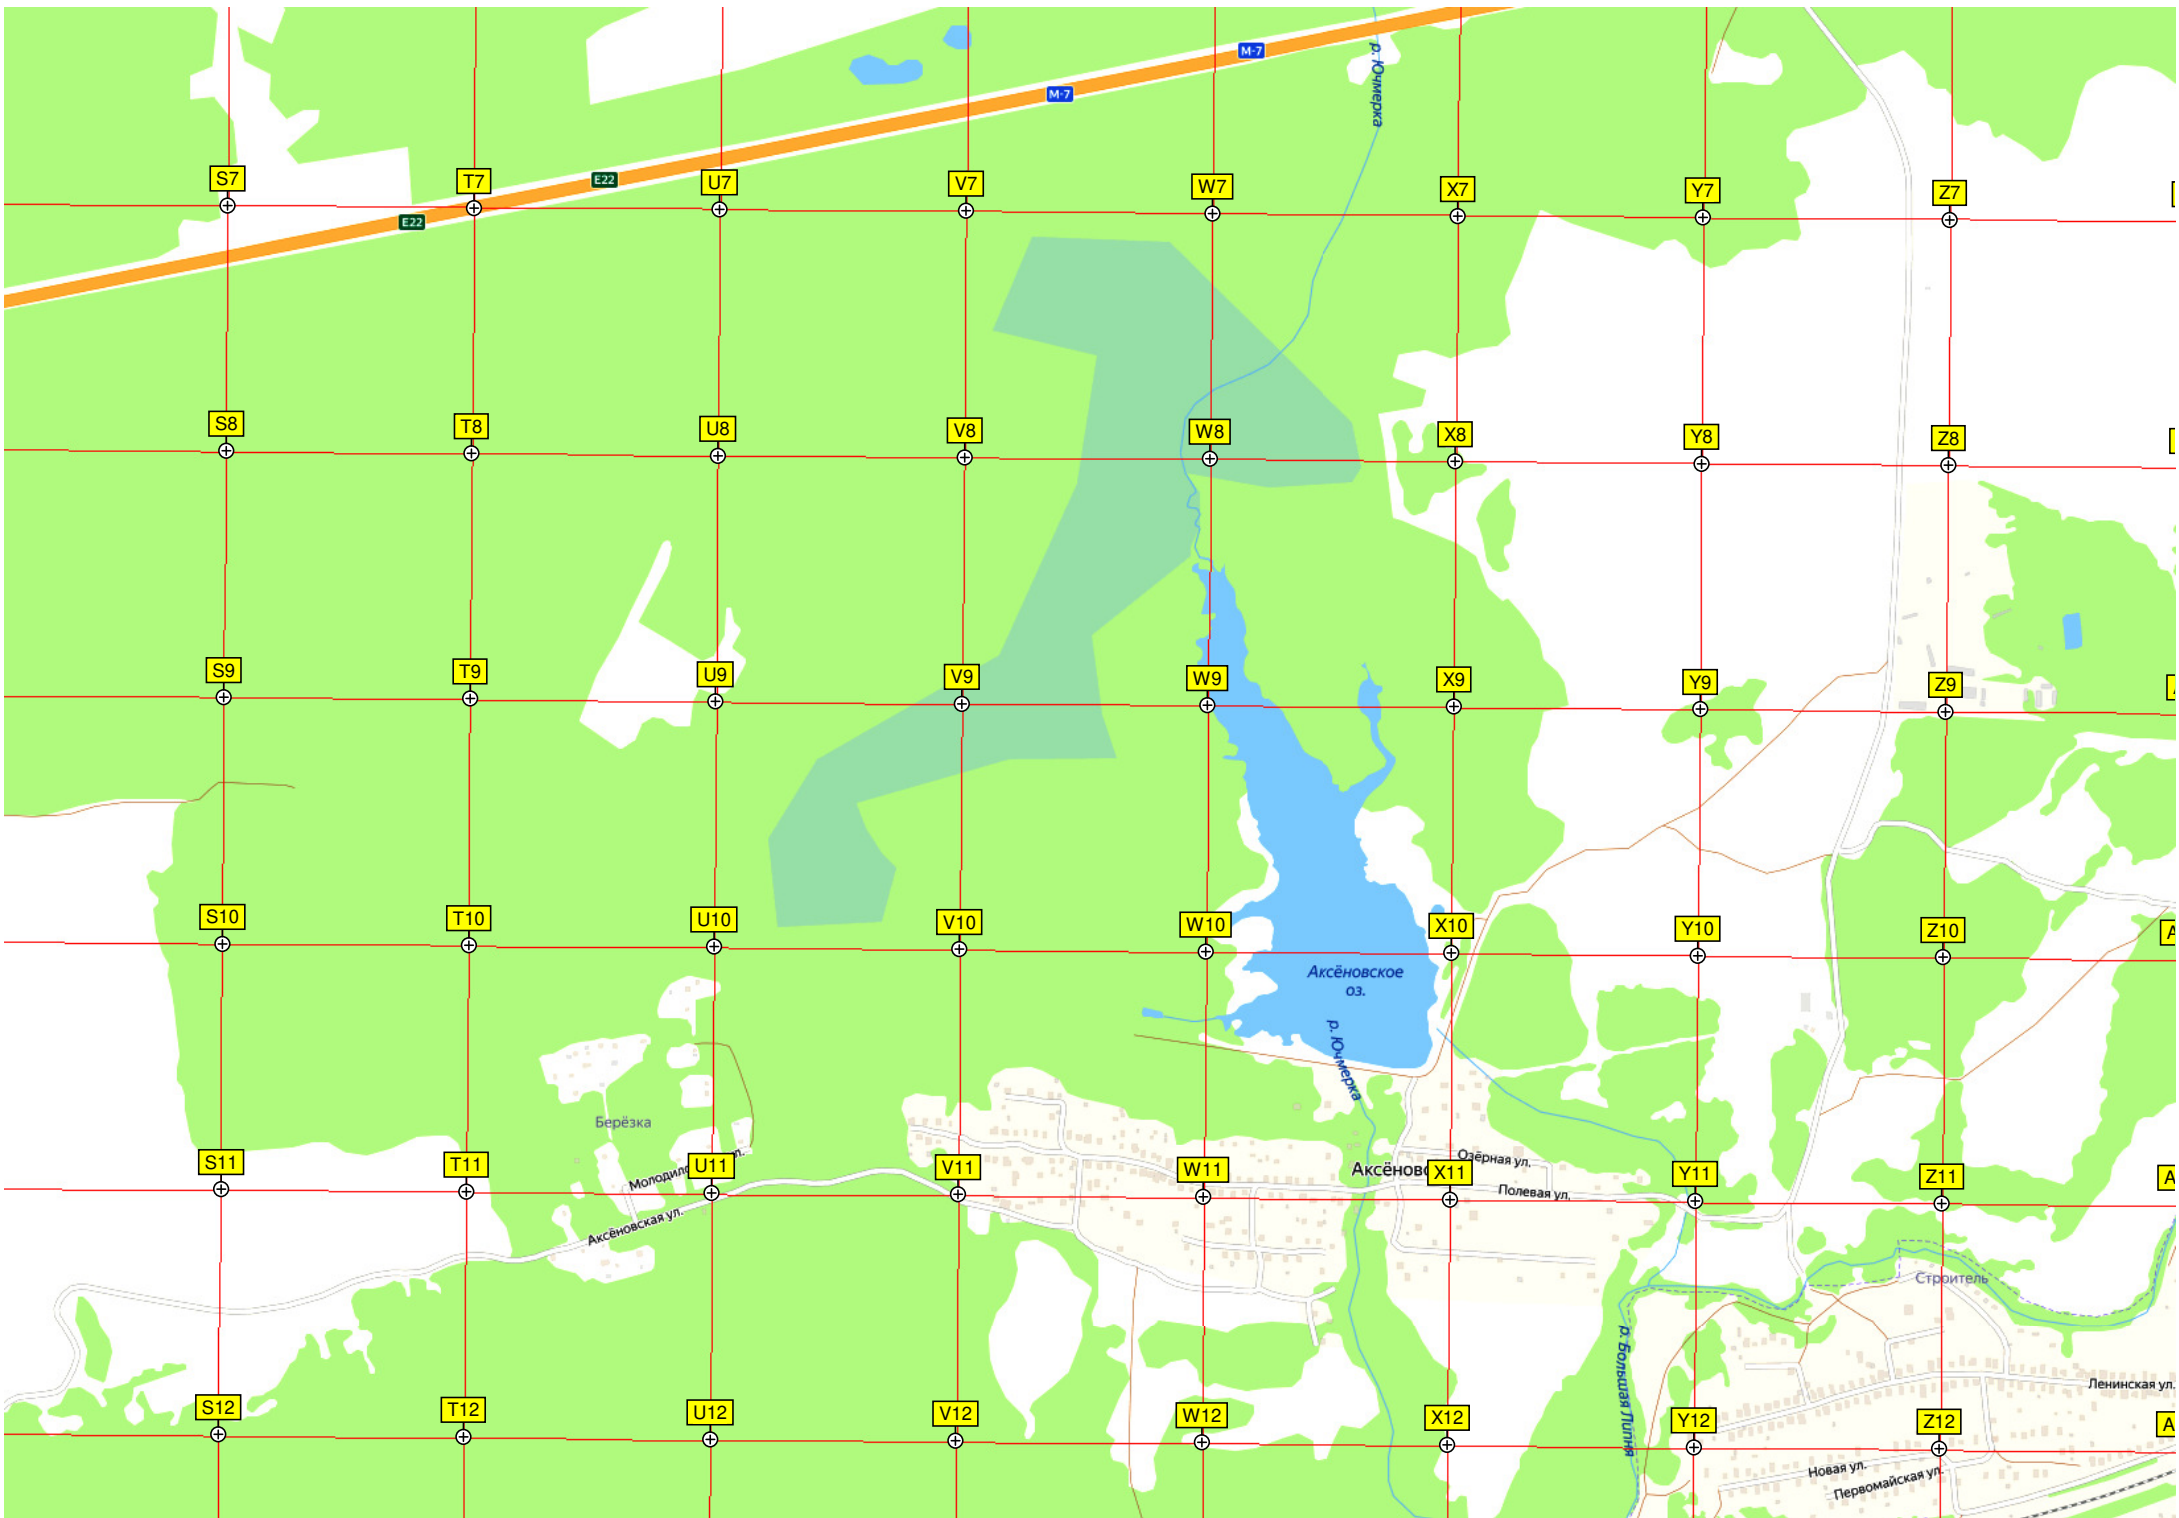 М-7
М-7
р. Ючмерка
E22
E22
S7
T7
U7
V7
W7
X7
Y7
Z7
S8
T8
U8
V8
W8
X8
Y8
Z8
S9
T9
U9
V9
W9
X9
Y9
Z9
S10
T10
U10
V10
W10
X10
Y10
Z10
A
Аксёновское
оз.
р. Ючмерка
Берёзка
Озёрная ул.
S11
T11
U11
V11
W11
X11
Y11
Z11
A
Полевая ул.
Аксёновская ул.
Строитель
р. Большая Липня
Ленинская ул.
S12
T12
U12
V12
W12
X12
Y12
Z12
A
Новая ул.
Первомайская ул.